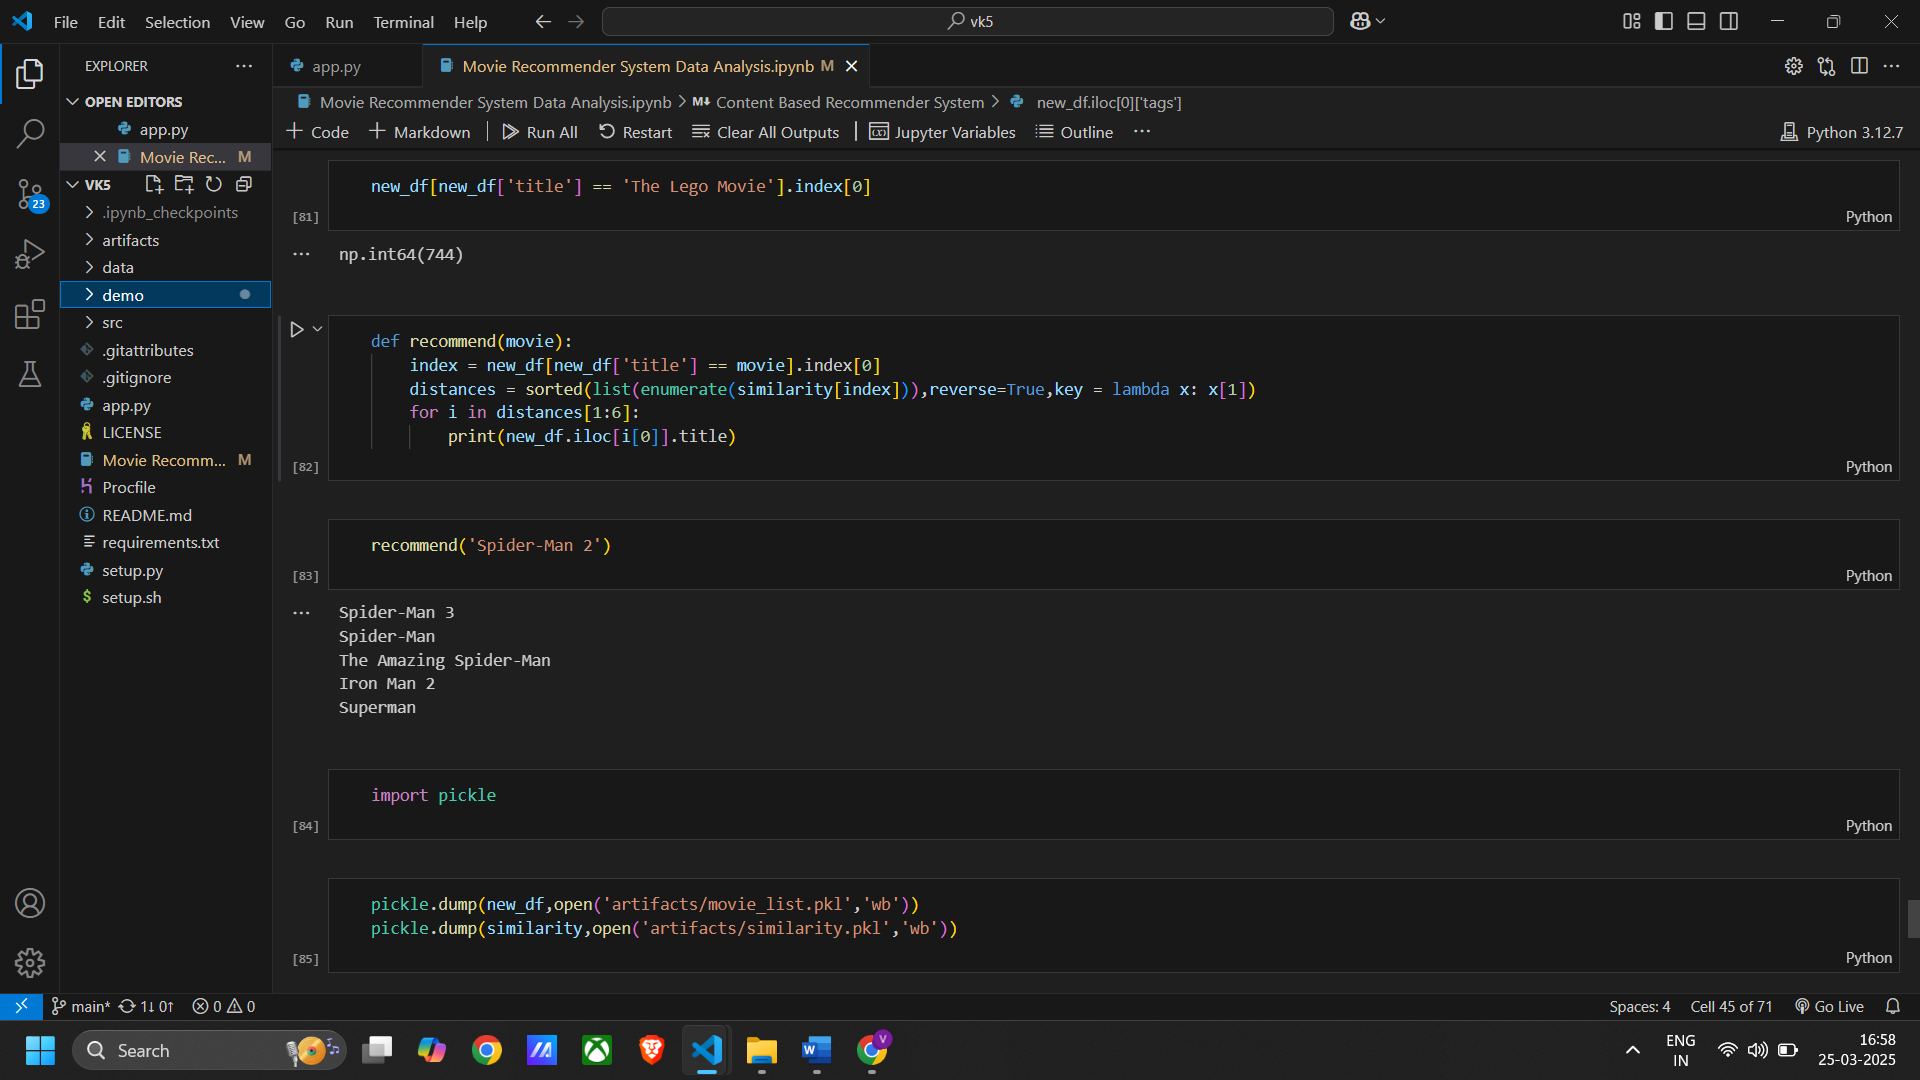 File Edit Selection View Go Run Terminal Help
vk5
EXPLORER
OPEN EDITORS
app.py
Movie Rec... M
VK5
.ipynb_checkpoints
artifacts
data
demo
src
.gitattributes
.gitignore
app.py
LICENSE
Movie Recomm... M
Procfile
README.md
requirements.txt
setup.py
setup.sh
23
app.py
Movie Recommender System Data Analysis.ipynb M
Movie Recommender System Data Analysis.ipynb > M↓ Content Based Recommender System > new_df.iloc[0]['tags']
+ Code + Markdown Run All Restart Clear All Outputs Jupyter Variables Outline ...
Python 3.12.7
new_df[new_df['title'] == 'The Lego Movie'].index[0]
[81]
Python
np.int64(744)
def recommend(movie):
index = new_df[new_df['title'] == movie].index[0]
distances = sorted(list(enumerate(similarity[index])),reverse=True,key = lambda x: x[1])
for i in distances[1:6]:
print(new_df.iloc[i[0]].title)
[82]
Python
recommend('Spider-Man 2')
[83]
Python
Spider-Man 3
Spider-Man
The Amazing Spider-Man
Iron Man 2
Superman
import pickle
[84]
Python
pickle.dump(new_df,open('artifacts/movie_list.pkl','wb'))
pickle.dump(similarity,open('artifacts/similarity.pkl','wb'))
[85]
Python
main* 1↓ 0↑ 0 0
Spaces: 4 Cell 45 of 71 Go Live
Search
V
ENG
IN
16:58
25-03-2025